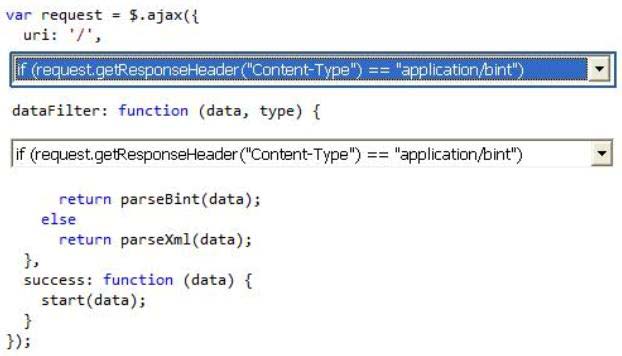 var request = $.ajax({
uri: '/',
if (request.getResponseHeader("Content-Type") == "application/bint")
dataFilter: function (data, type) {
if (request.getResponseHeader("Content-Type") == "application/bint")
return parseBint(data);
else
return parseXml(data);
},
success: function (data) {
start(data);
}
});